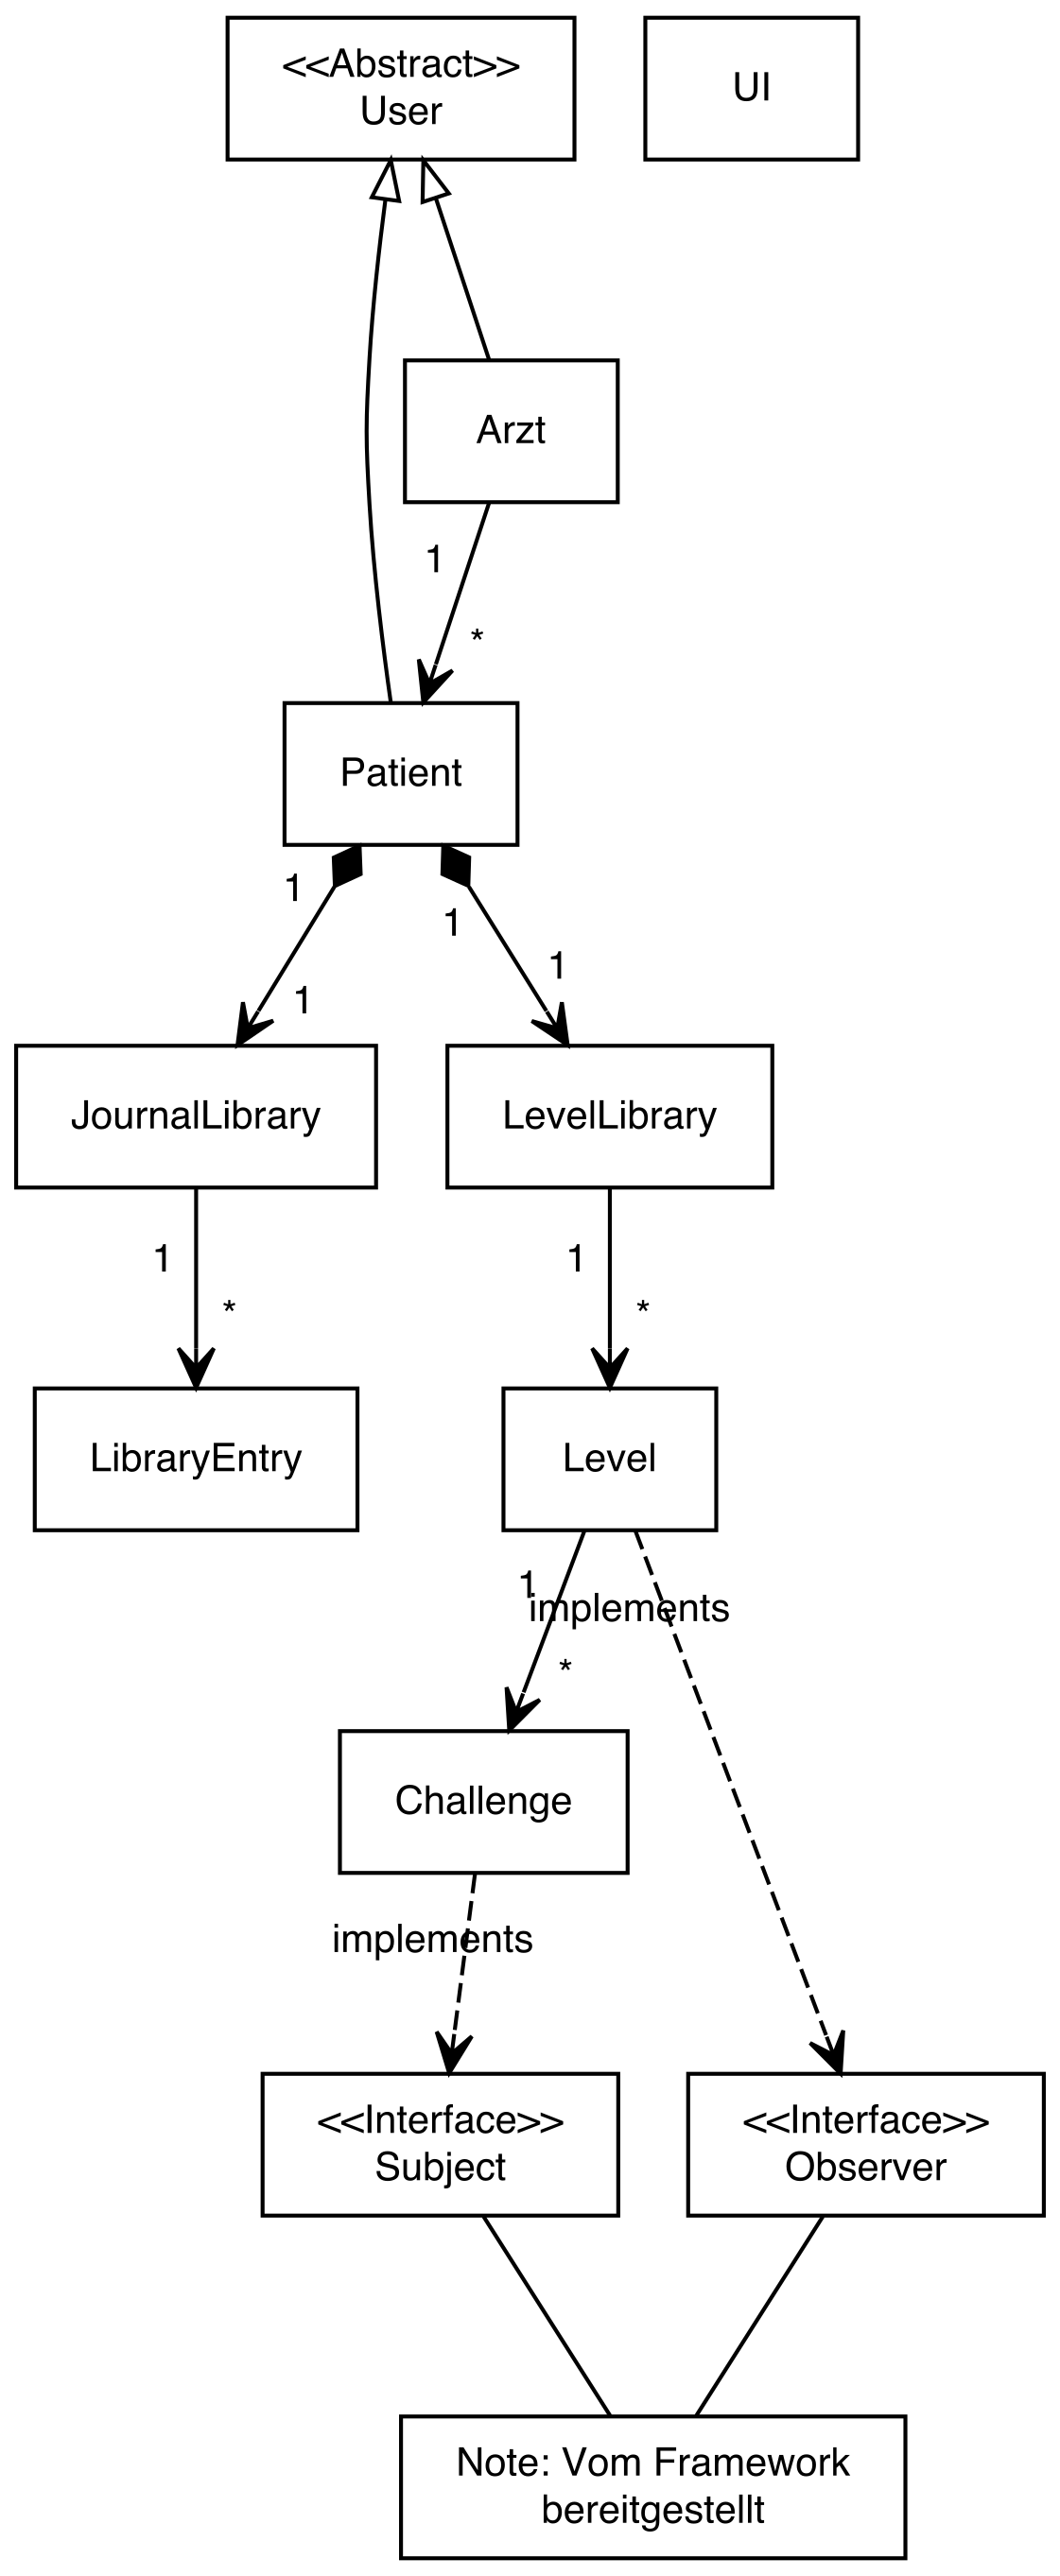 <<Abstract>>
User
UI
Arzt
1
*
Patient
1
1
1
1
JournalLibrary
LevelLibrary
1
*
1
*
LibraryEntry
Level
1
implements
*
Challenge
implements
<<Interface>>
Subject
<<Interface>>
Observer
Note: Vom Framework
bereitgestellt